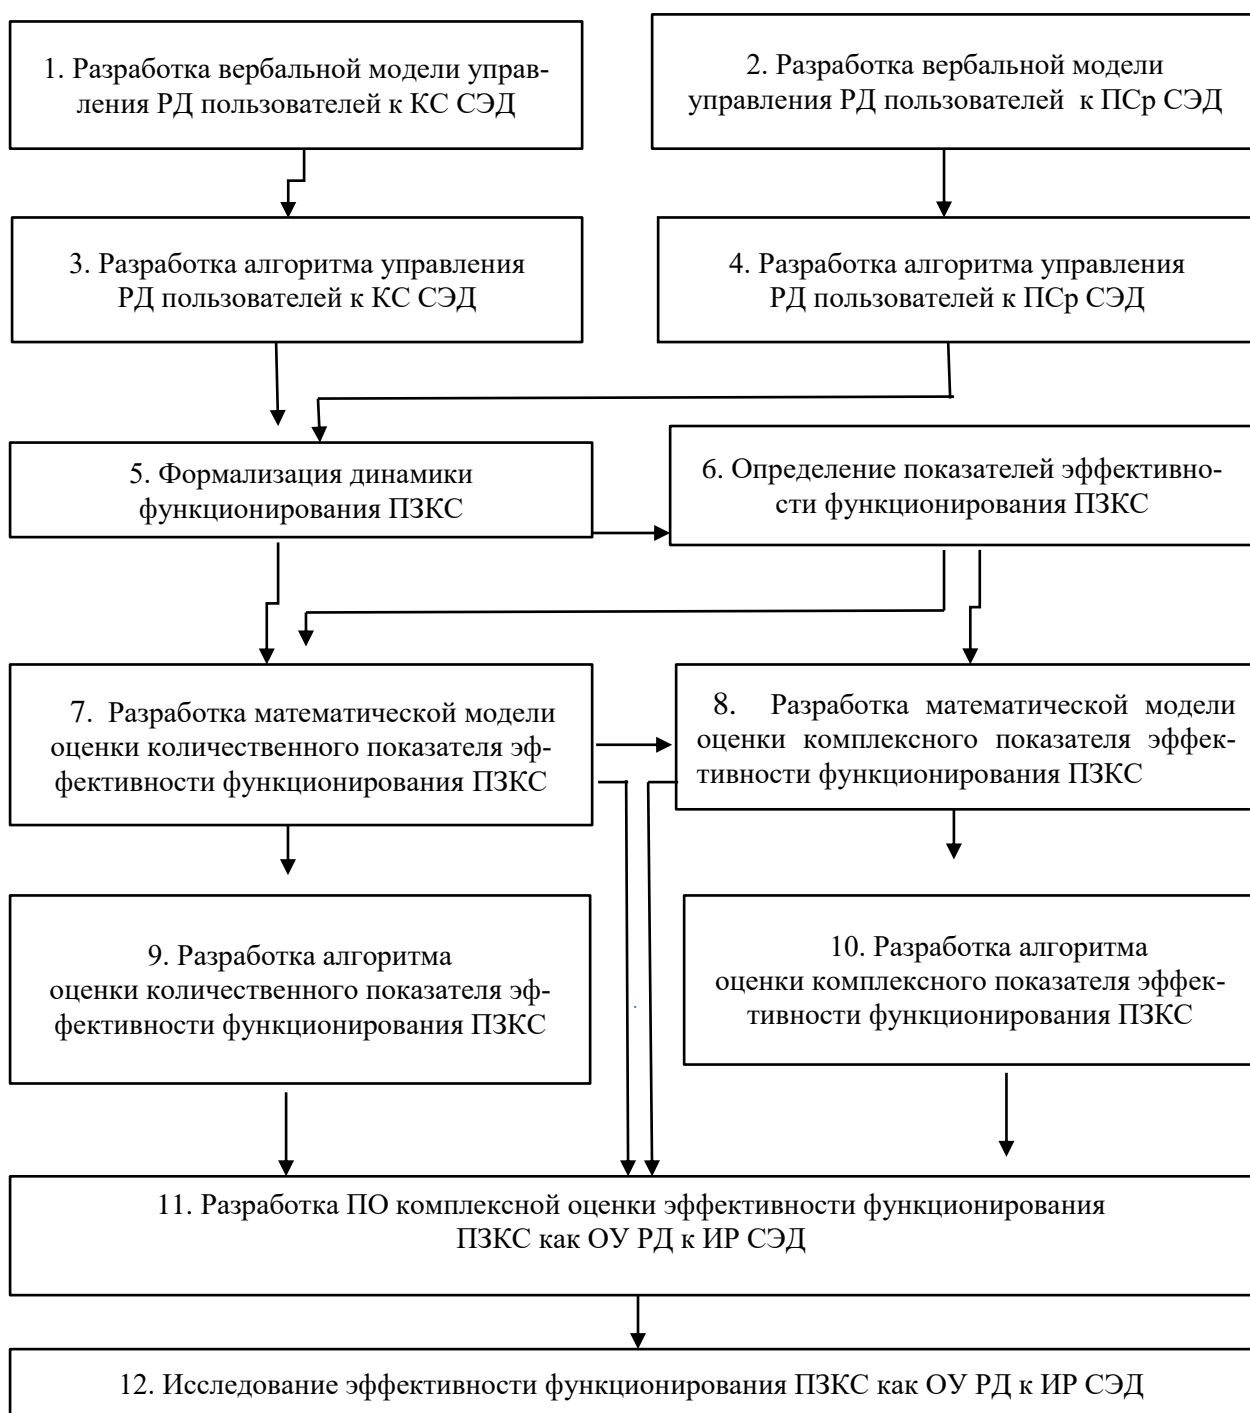 1. Разработка вербальной модели управ-
ления РД пользователей к КС СЭД
2. Разработка вербальной модели
управления РД пользователей к ПСр СЭД
3. Разработка алгоритма управления
РД пользователей к КС СЭД
4. Разработка алгоритма управления
РД пользователей к ПСр СЭД
5. Формализация динамики
функционирования ПЗКС
6. Определение показателей эффективно-
сти функционирования ПЗКС
7. Разработка математической модели
оценки количественного показателя эф-
фективности функционирования ПЗКС
8. Разработка математической модели
оценки комплексного показателя эффек-
тивности функционирования ПЗКС
9. Разработка алгоритма
оценки количественного показателя эф-
фективности функционирования ПЗКС
10. Разработка алгоритма
оценки комплексного показателя эффек-
тивности функционирования ПЗКС
11. Разработка ПО комплексной оценки эффективности функционирования
ПЗКС как ОУ РД к ИР СЭД
12. Исследование эффективности функционирования ПЗКС как ОУ РД к ИР СЭД